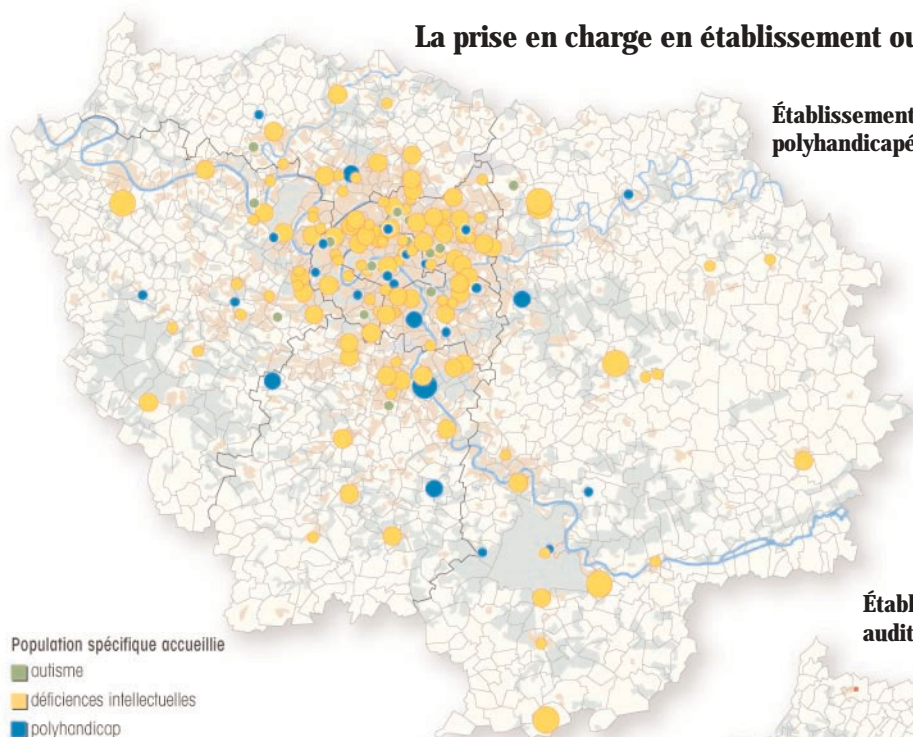 La prise en charge en établissement ou
Établissement
polyhandicapé
Établ
audit
Population spécifique accueillie
autisme
déficiences intellectuelles
polyhandicap